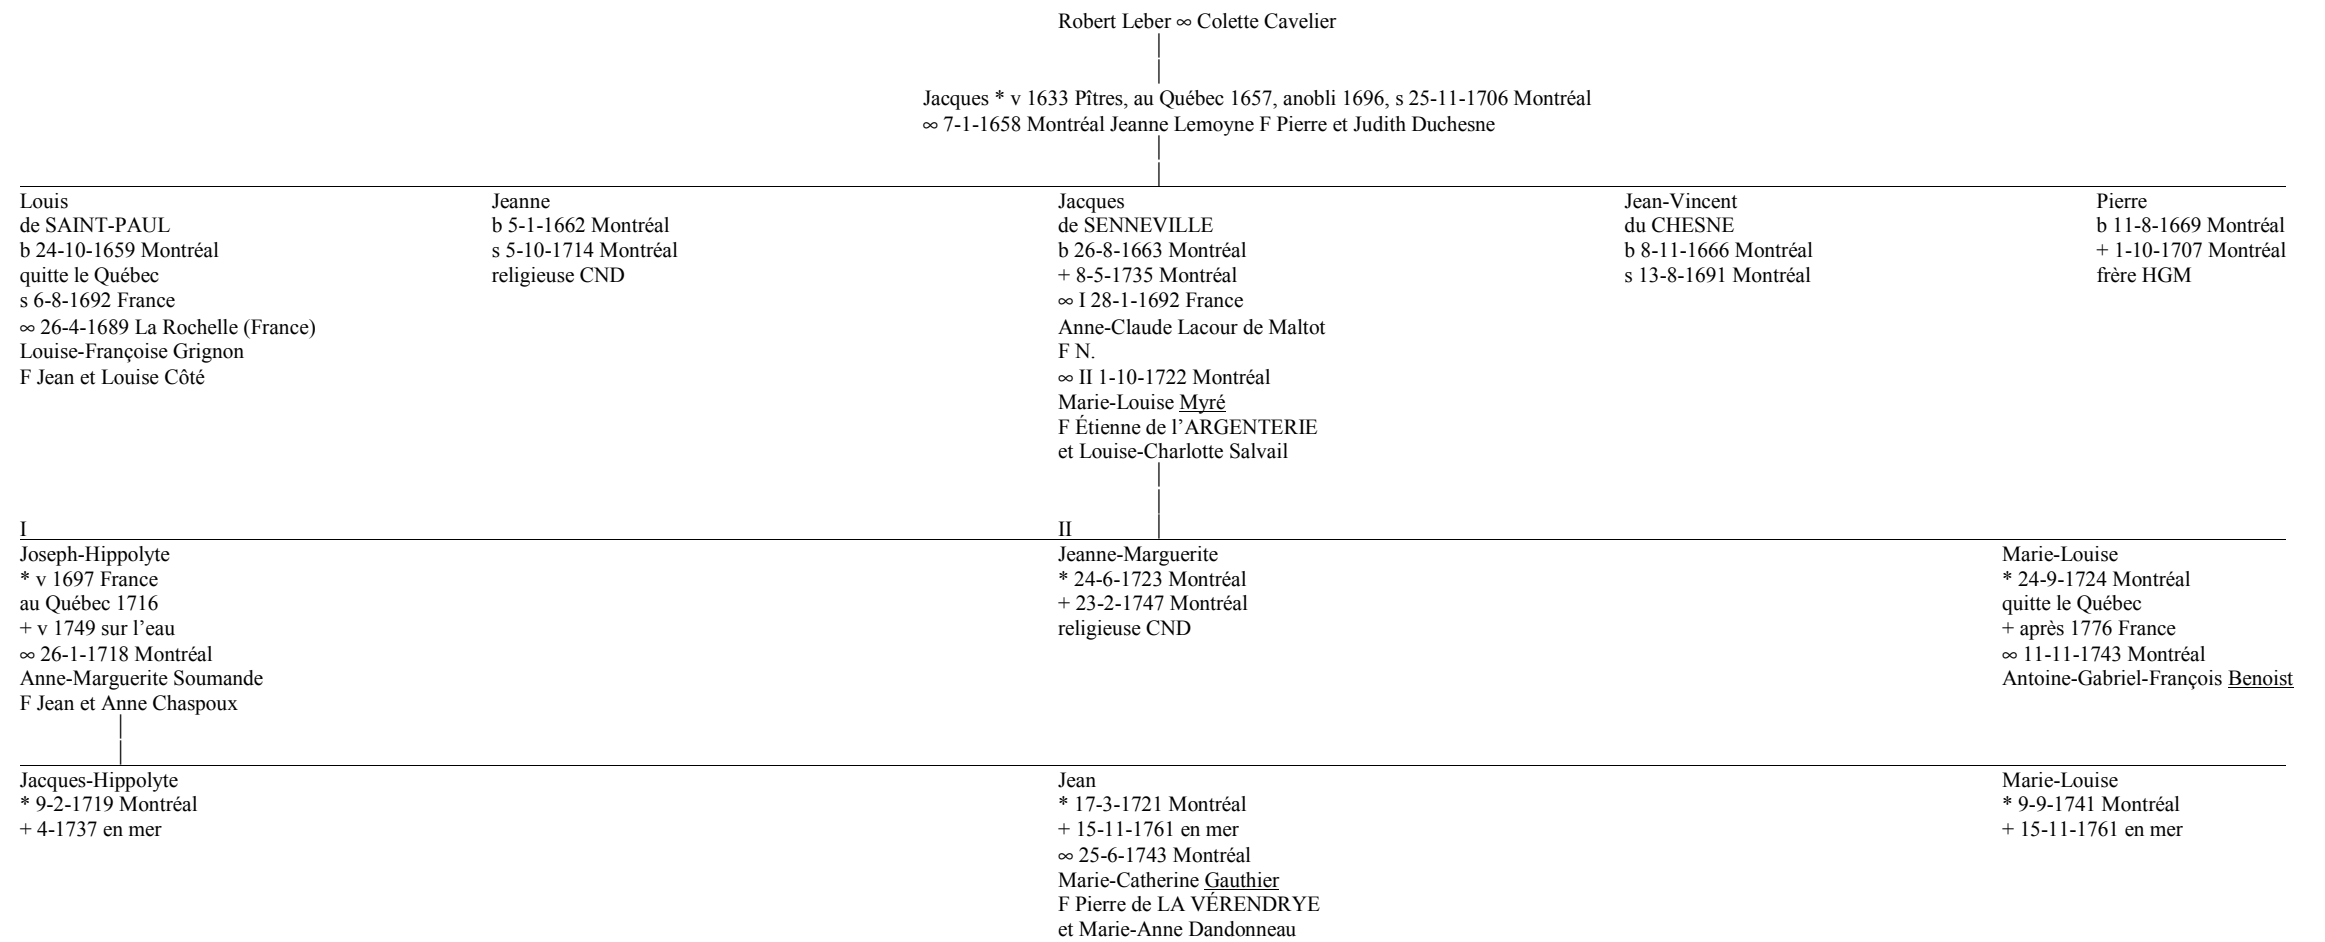 Robert Leber ∞ Colette Cavelier
Jacques * v 1633 Pîtres, au Québec 1657, anobli 1696, s 25-11-1706 Montréal
∞ 7-1-1658 Montréal Jeanne Lemoyne F Pierre et Judith Duchesne
Louis
de SAINT-PAUL
b 24-10-1659 Montréal
quitte le Québec
s 6-8-1692 France
∞ 26-4-1689 La Rochelle (France)
Louise-Françoise Grignon
F Jean et Louise Côté
Jeanne
b 5-1-1662 Montréal
s 5-10-1714 Montréal
religieuse CND
Jacques
de SENNEVILLE
b 26-8-1663 Montréal
+ 8-5-1735 Montréal
∞ I 28-1-1692 France
Anne-Claude Lacour de Maltot
F N.
∞ II 1-10-1722 Montréal
Marie-Louise Myré
F Étienne de l’ARGENTERIE
et Louise-Charlotte Salvail
Jean-Vincent
du CHESNE
b 8-11-1666 Montréal
s 13-8-1691 Montréal
Pierre
b 11-8-1669 Montréal
+ 1-10-1707 Montréal
frère HGM
I
Joseph-Hippolyte
* v 1697 France
au Québec 1716
+ v 1749 sur l’eau
∞ 26-1-1718 Montréal
Anne-Marguerite Soumande
F Jean et Anne Chaspoux
II
Jeanne-Marguerite
* 24-6-1723 Montréal
+ 23-2-1747 Montréal
religieuse CND
Marie-Louise
* 24-9-1724 Montréal
quitte le Québec
+ après 1776 France
∞ 11-11-1743 Montréal
Antoine-Gabriel-François Benoist
Jacques-Hippolyte
* 9-2-1719 Montréal
+ 4-1737 en mer
Jean
* 17-3-1721 Montréal
+ 15-11-1761 en mer
∞ 25-6-1743 Montréal
Marie-Catherine Gauthier
F Pierre de LA VÉRENDRYE
et Marie-Anne Dandonneau
Marie-Louise
* 9-9-1741 Montréal
+ 15-11-1761 en mer